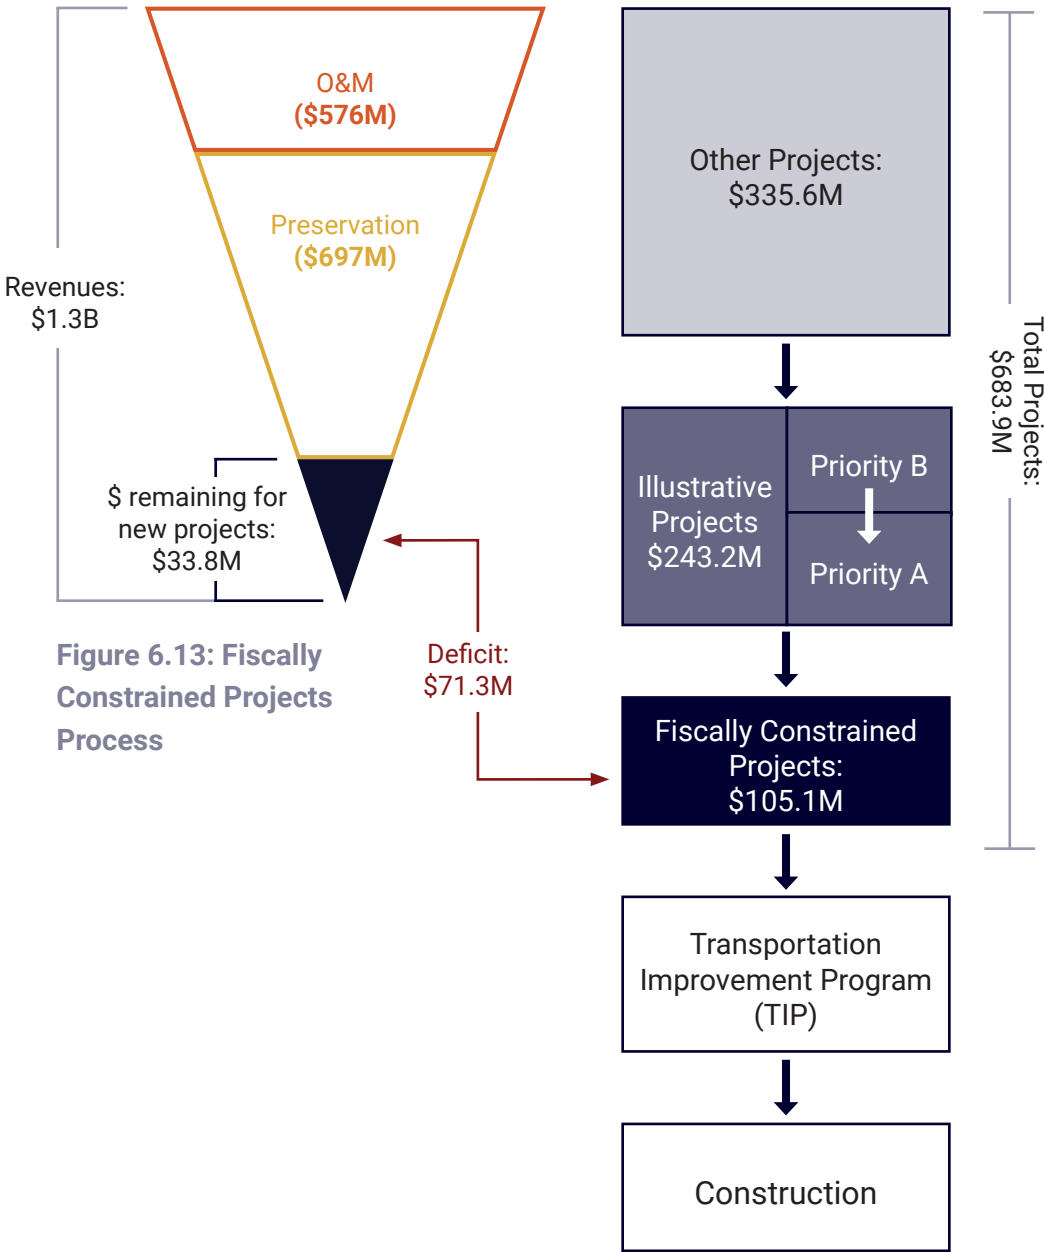 O&M
($576M)
Preservation
($697M)
Revenues:
$1.3B
$ remaining for
new projects:
$33.8M
Figure 6.13: Fiscally
Constrained Projects
Process
Deficit:
$71.3M
Other Projects:
$335.6M
Illustrative
Projects
$243.2M
Priority B
Priority A
Fiscally Constrained
Projects:
$105.1M
Transportation
Improvement Program
(TIP)
Construction
Total Projects:
$683.9M